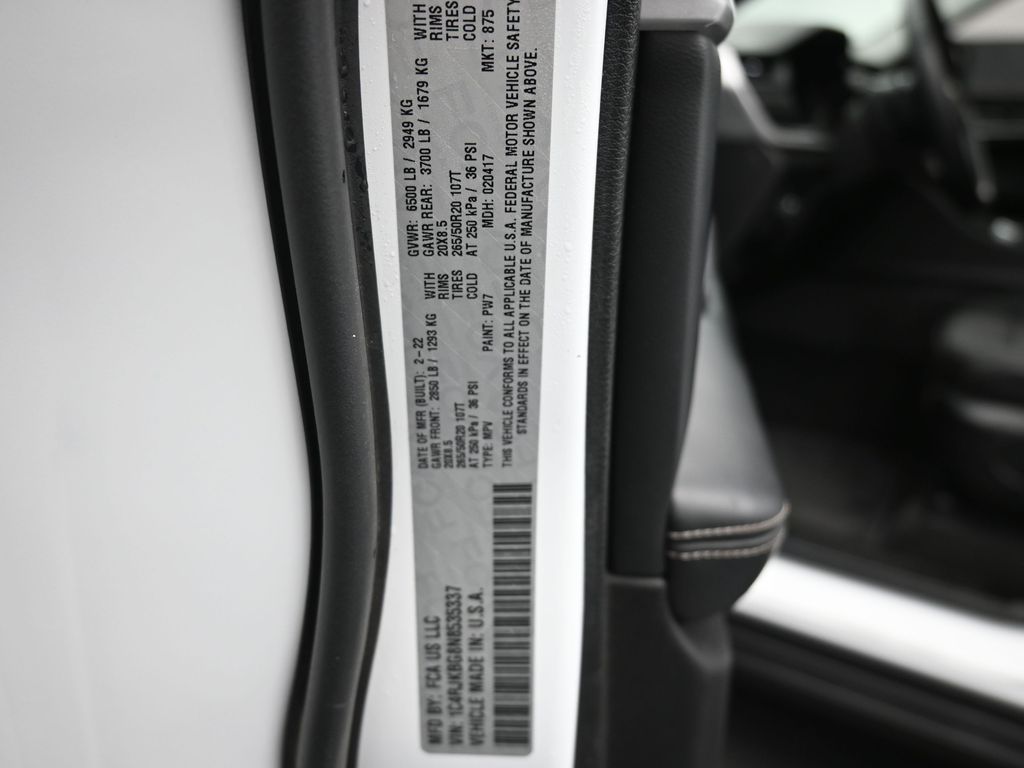 MFD BY: FCA US LLC
VIN: 1C4RJKBG8N8535337
VEHICLE MADE IN: U.S.A.
DATE OF MFR (BUILT): 2-22
GAWR FRONT: 2850 LB / 1293 KG WITH
20X8.5 RIMS
265/50R20 107T TIRES
AT 250 kPa / 36 PSI COLD
TYPE: MPV PAINT: PW7
GVWR: 6500 LB / 2949 KG
GAWR REAR: 3700 LB / 1679 KG WITH
20X8.5 RIMS
265/50R20 107T TIRES
AT 250 kPa / 36 PSI COLD
MDH: 020417 MKT: 875
THIS VEHICLE CONFORMS TO ALL APPLICABLE U.S.A. FEDERAL MOTOR VEHICLE SAFETY
STANDARDS IN EFFECT ON THE DATE OF MANUFACTURE SHOWN ABOVE.